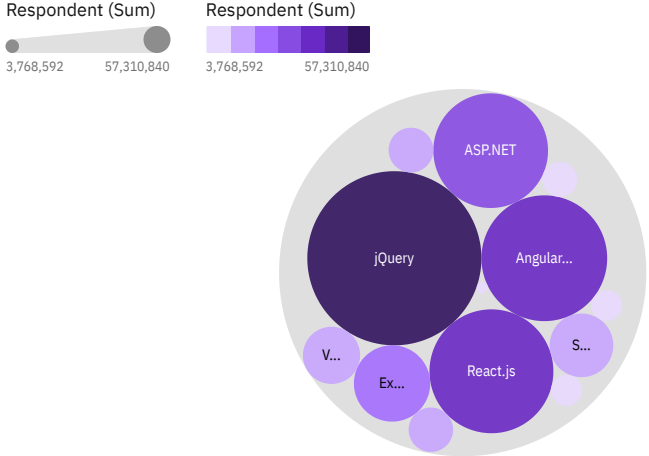 Respondent (Sum)
3,768,592 57,310,840
Respondent (Sum)
3,768,592 57,310,840
ASP.NET
jQuery
Angular...
S...
V...
React.js
Ex...